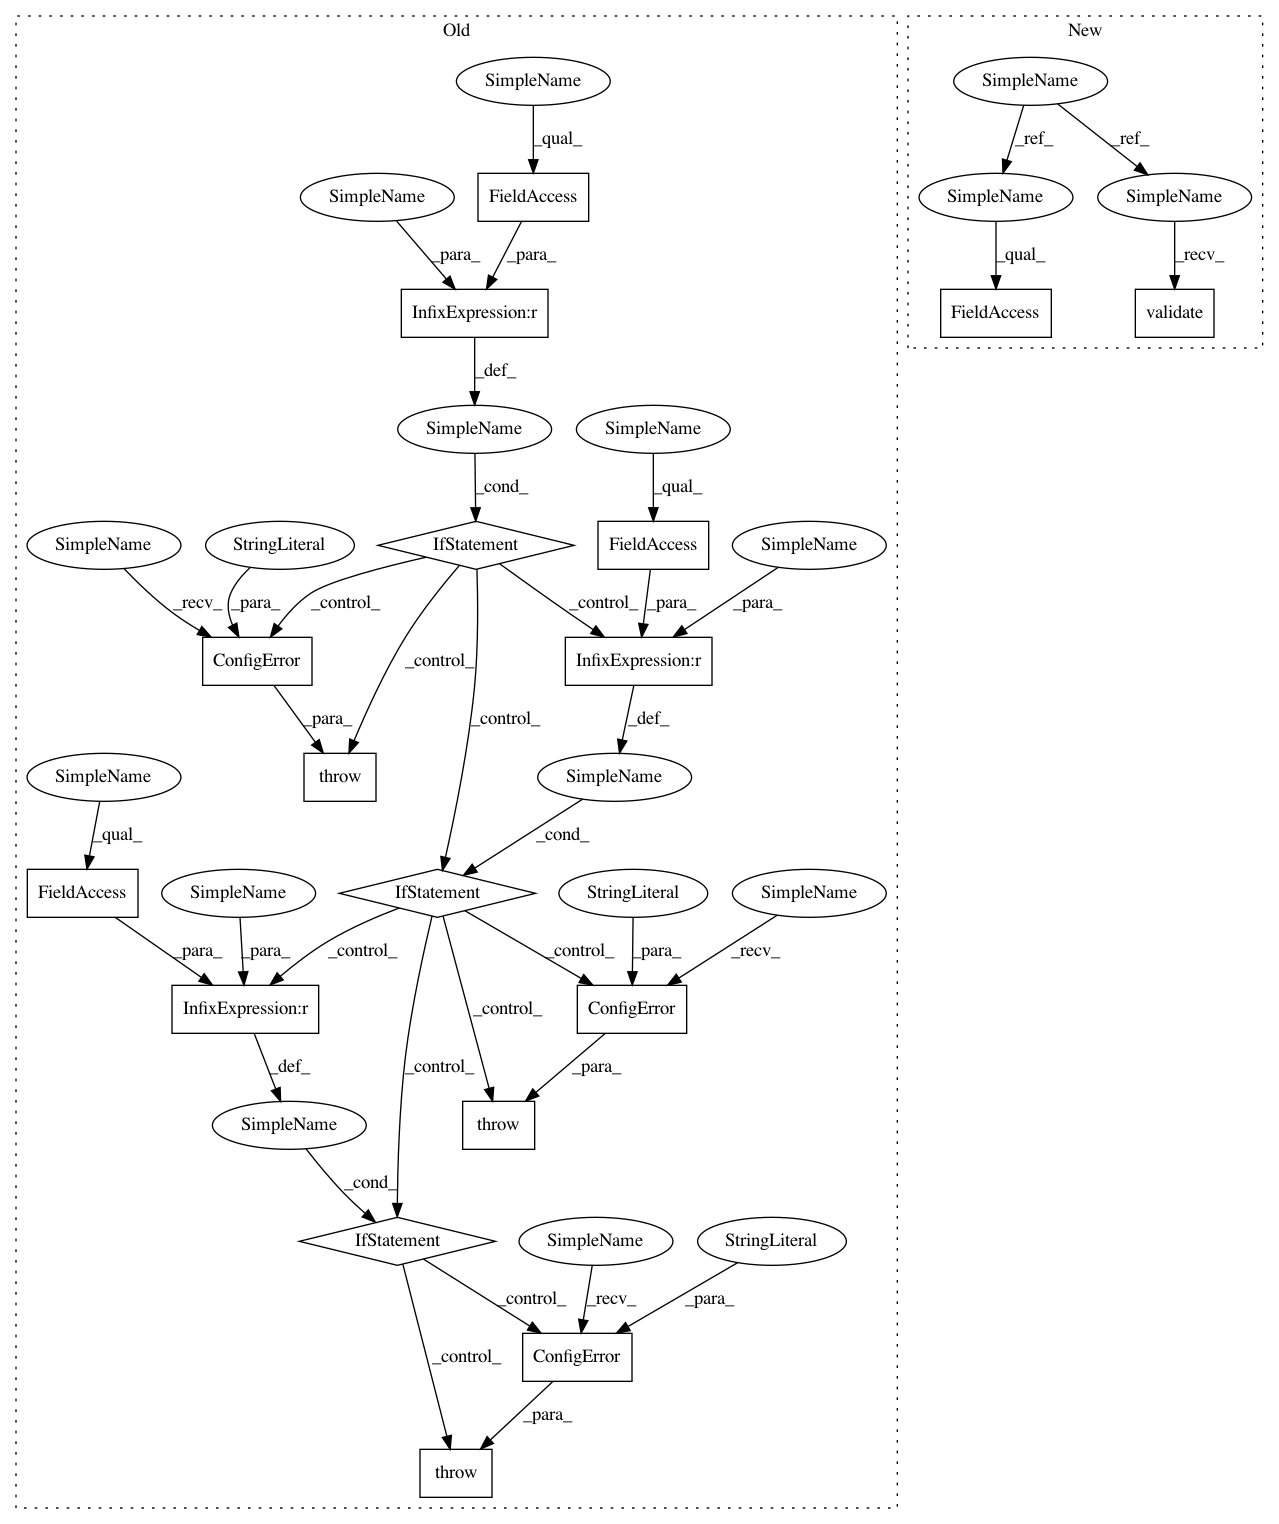 Old
New
SimpleName
SimpleName
_qual_
_ref_
_ref_
SimpleName
FieldAccess
SimpleName
SimpleName
_para_
_para_
_qual_
_recv_
InfixExpression:r
FieldAccess
validate
_def_
SimpleName
SimpleName
_cond_
_qual_
SimpleName
StringLiteral
IfStatement
FieldAccess
SimpleName
_recv_
_para_
_control_
_control_
_control_
_control_
_para_
_para_
ConfigError
InfixExpression:r
_para_
_def_
SimpleName
throw
SimpleName
_qual_
_cond_
FieldAccess
SimpleName
IfStatement
StringLiteral
SimpleName
_para_
_para_
_control_
_control_
_control_
_control_
_para_
_recv_
InfixExpression:r
ConfigError
_def_
_para_
SimpleName
throw
_cond_
IfStatement
SimpleName
StringLiteral
_control_
_control_
_recv_
_para_
ConfigError
_para_
throw